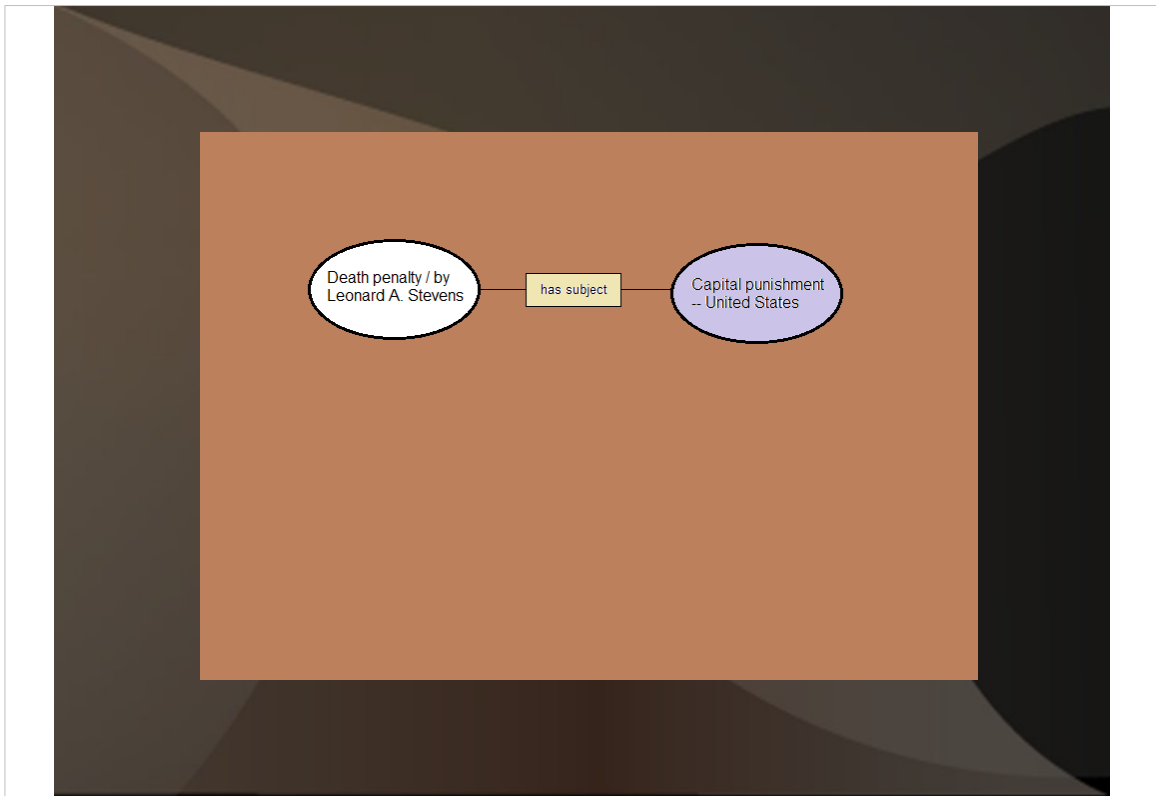 Death penalty / by
Leonard A. Stevens
has subject
Capital punishment
-- United States